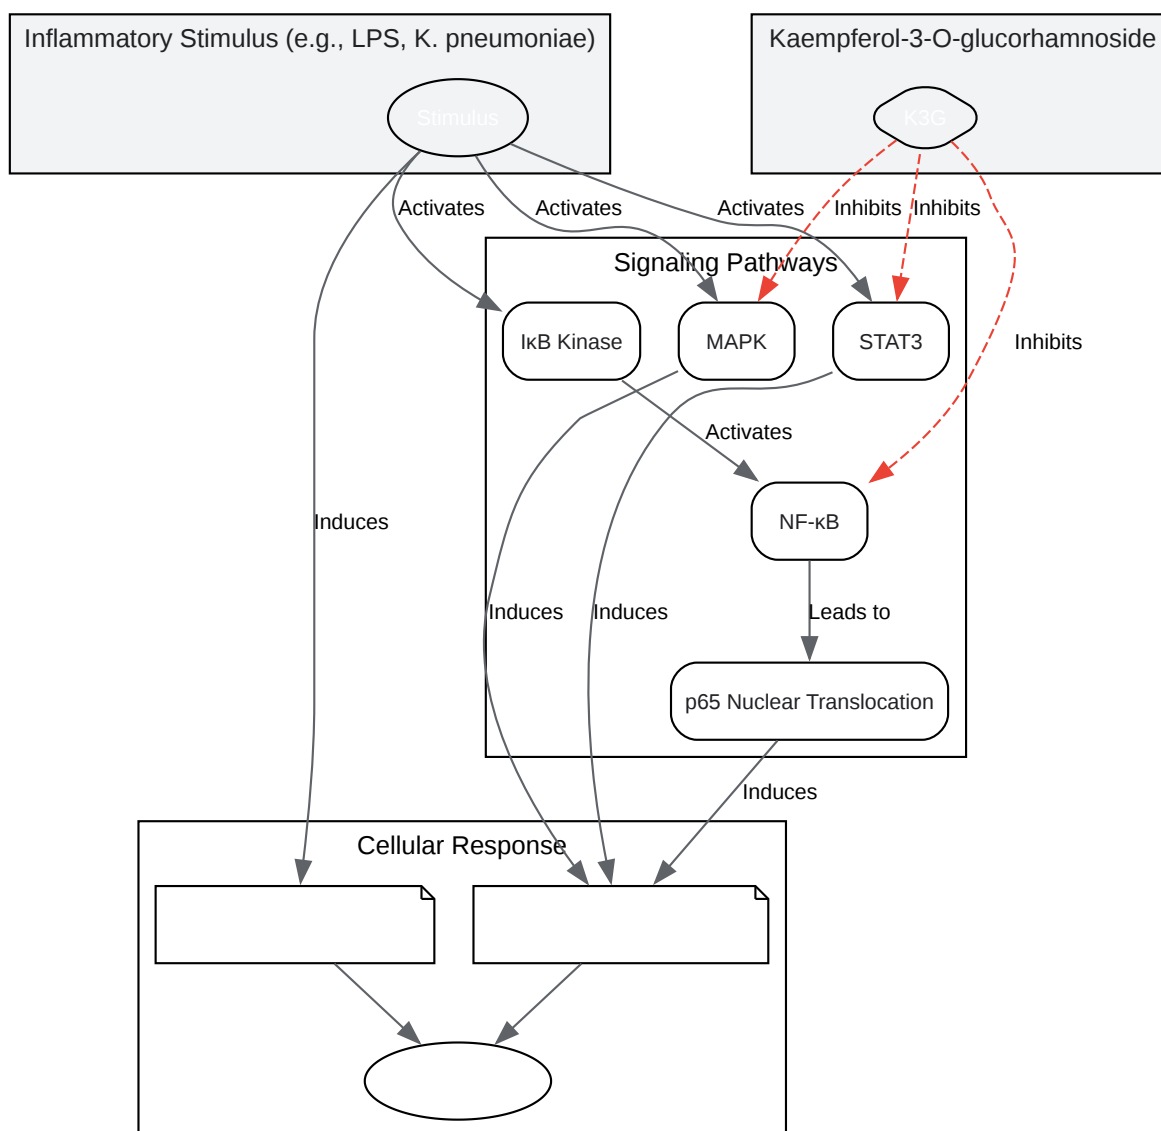 Inflammatory Stimulus (e.g., LPS, K. pneumoniae)
Kaempferol-3-O-glucorhamnoside
Stimulus
K3G
Activates
Activates
Activates
Inhibits
Inhibits
Signaling Pathways
IκB Kinase
MAPK
STAT3
Inhibits
Activates
Induces
NF-κB
Induces
Induces
Leads to
p65 Nuclear Translocation
Induces
Cellular Response